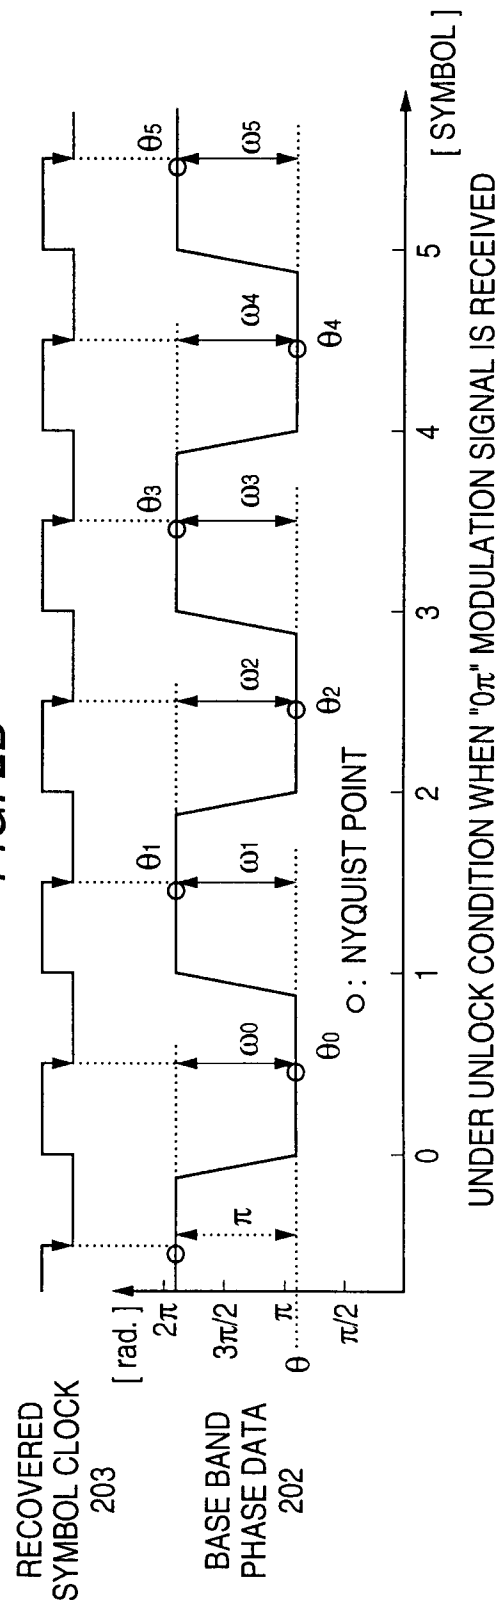 RECOVERED
SYMBOL CLOCK
203
BASE BAND
PHASE DATA
202
[ rad. ]
2π
3π/2
π
θ
π/2
π
θ0
ω0
θ1
ω1
θ2
ω2
θ3
ω3
θ4
ω4
θ5
ω5
○: NYQUIST POINT
0 1 2 3 4 5
[ SYMBOL ]
UNDER UNLOCK CONDITION WHEN "0π" MODULATION SIGNAL IS RECEIVED